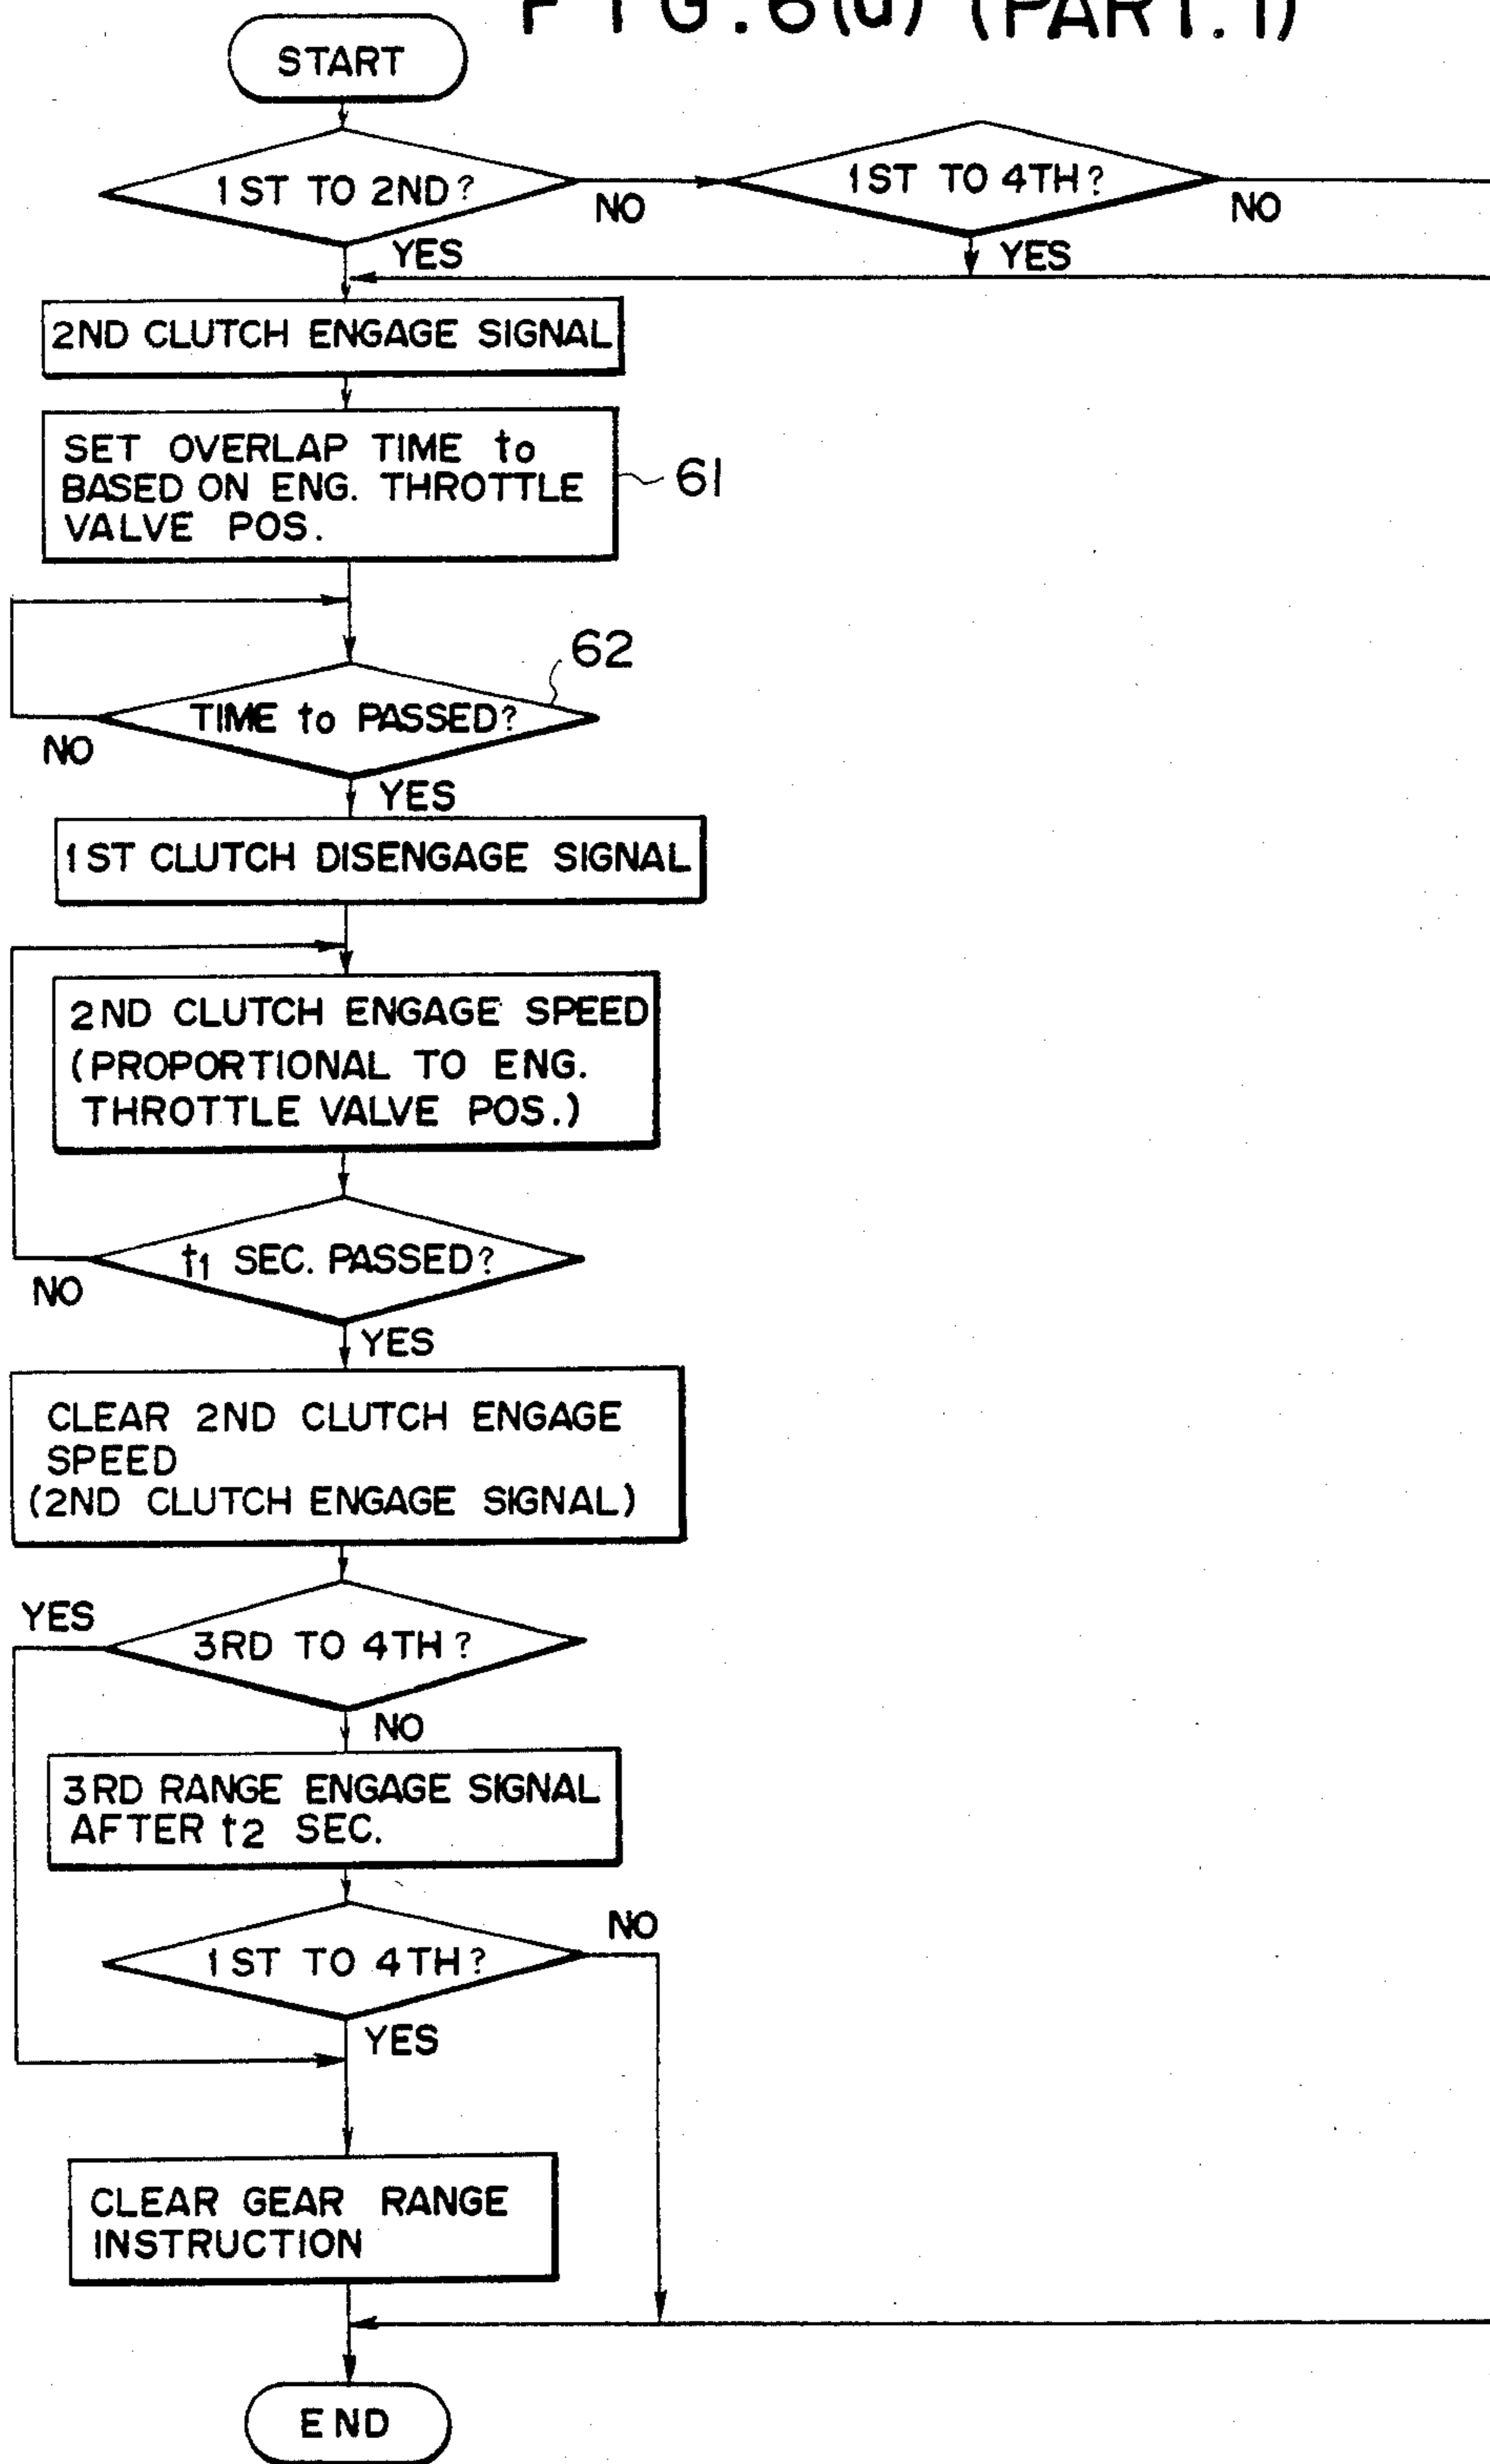 FIG.6(a) (PART.1)
START
1ST TO 2ND?
NO
1ST TO 4TH?
NO
YES
YES
2ND CLUTCH ENGAGE SIGNAL
SET OVERLAP TIME to
BASED ON ENG. THROTTLE
VALVE POS.
61
62
TIME to PASSED?
NO
YES
1ST CLUTCH DISENGAGE SIGNAL
2ND CLUTCH ENGAGE SPEED
(PROPORTIONAL TO ENG.
THROTTLE VALVE POS.)
t1 SEC. PASSED?
NO
YES
CLEAR 2ND CLUTCH ENGAGE
SPEED
(2ND CLUTCH ENGAGE SIGNAL)
YES
3RD TO 4TH?
NO
3RD RANGE ENGAGE SIGNAL
AFTER t2 SEC.
NO
1ST TO 4TH?
YES
CLEAR GEAR RANGE
INSTRUCTION
END